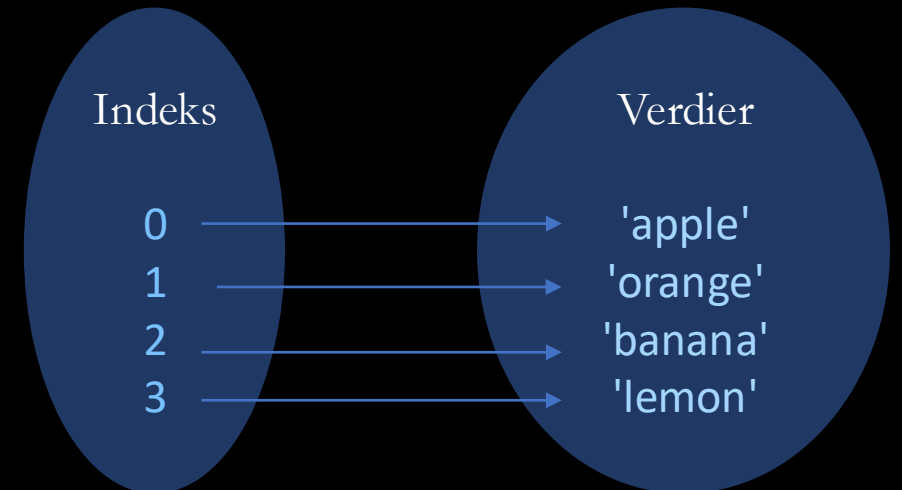 Indeks
Verdier
0 'apple'
1 'orange'
2 'banana'
3 'lemon'